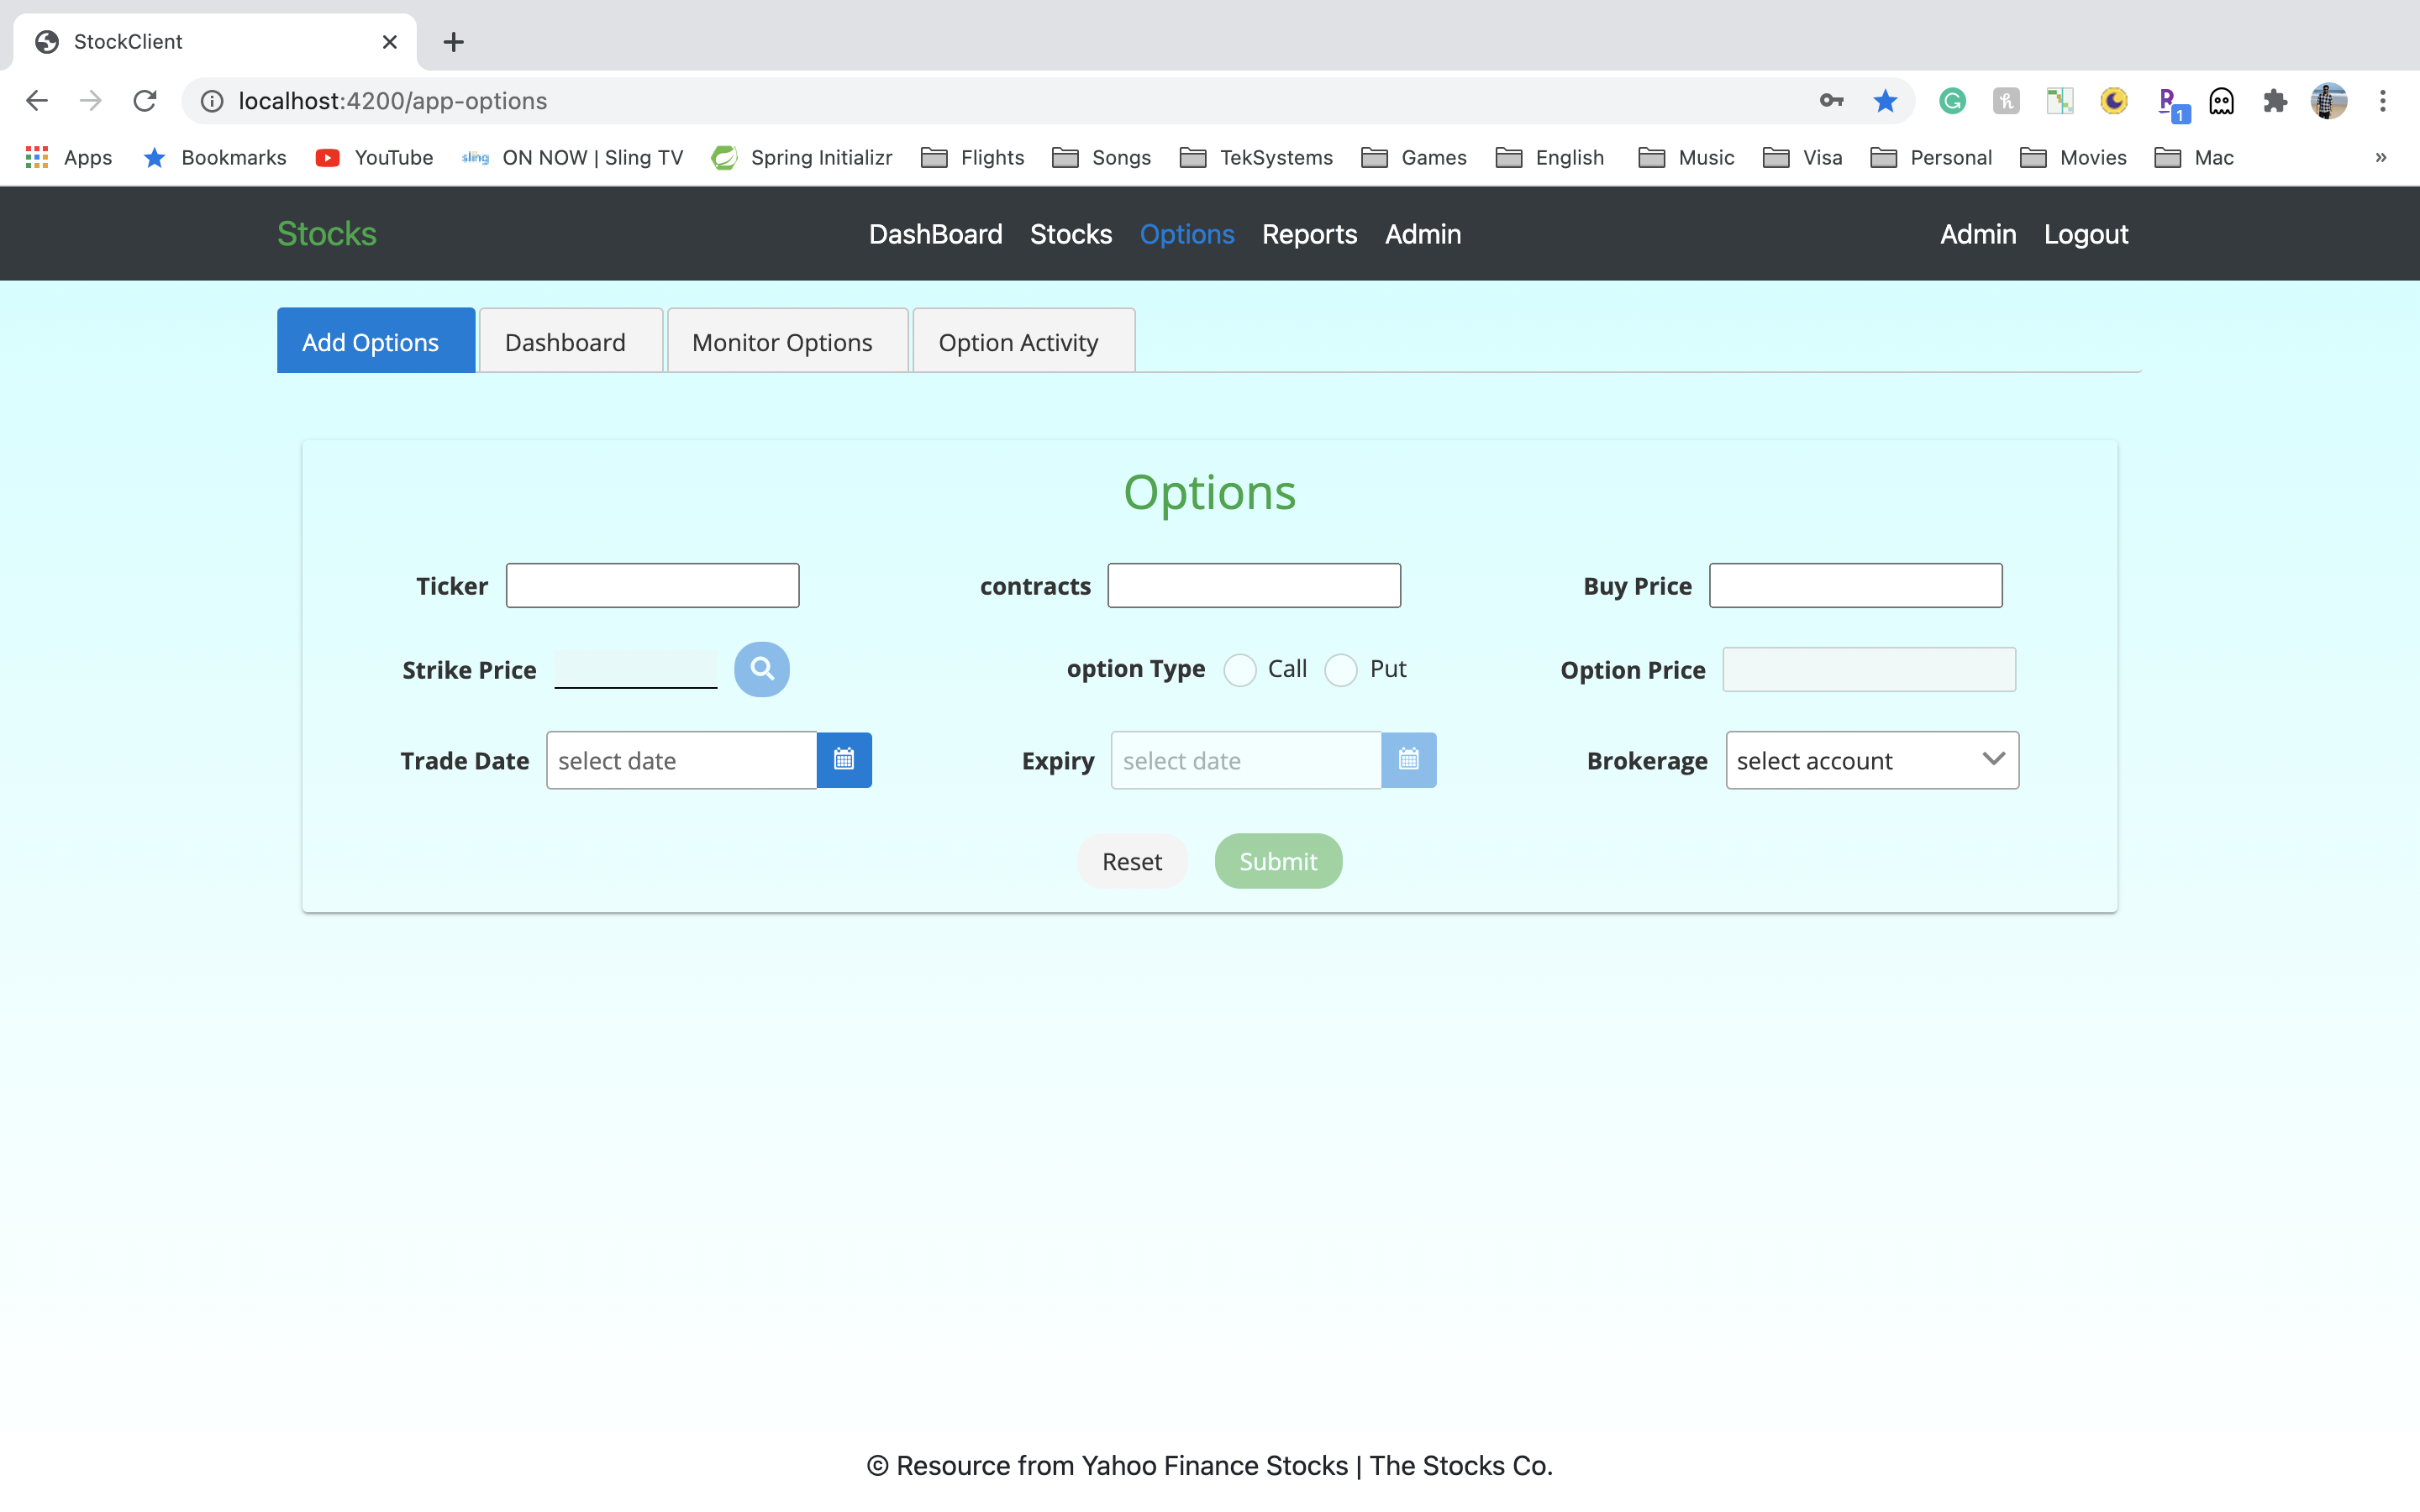 StockClient
localhost:4200/app-options
1
Apps Bookmarks YouTube sling ON NOW | Sling TV Spring Initializr Flights Songs TekSystems Games English Music Visa Personal Movies Mac »
Stocks DashBoard Stocks Options Reports Admin Admin Logout
Add Options Dashboard Monitor Options Option Activity
Options
Ticker contracts Buy Price
Strike Price option Type Call Put Option Price
Trade Date select date Expiry select date Brokerage select account
Reset Submit
© Resource from Yahoo Finance Stocks | The Stocks Co.